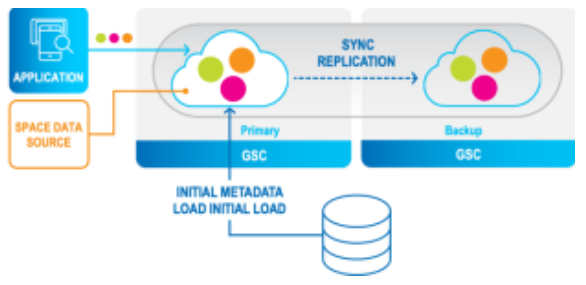 SYNC
REPLICATION
APPLICATION
SPACE DATA
SOURCE
Primary
Backup
GSC
GSC
INITIAL METADATA
LOAD INITIAL LOAD